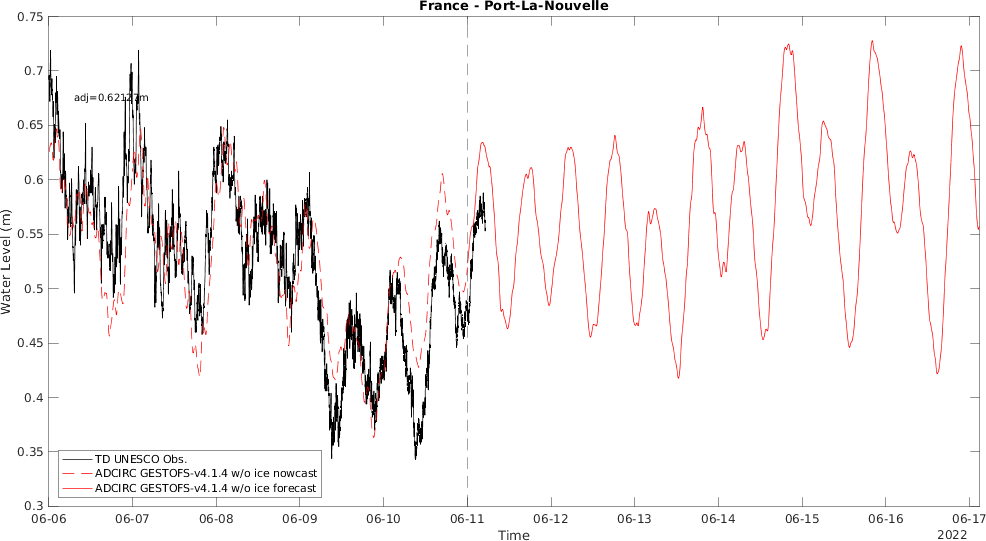 France - Port-La-Nouvelle
Water Level (m)
0.75
0.7
0.65
0.6
0.55
0.5
0.45
0.4
0.35
0.3
adj=0.62127m
TD UNESCO Obs.
ADCIRC GESTOFS-v4.1.4 w/o ice nowcast
ADCIRC GESTOFS-v4.1.4 w/o ice forecast
06-06 06-07 06-08 06-09 06-10 06-11 06-12 06-13 06-14 06-15 06-16 06-17
Time
2022